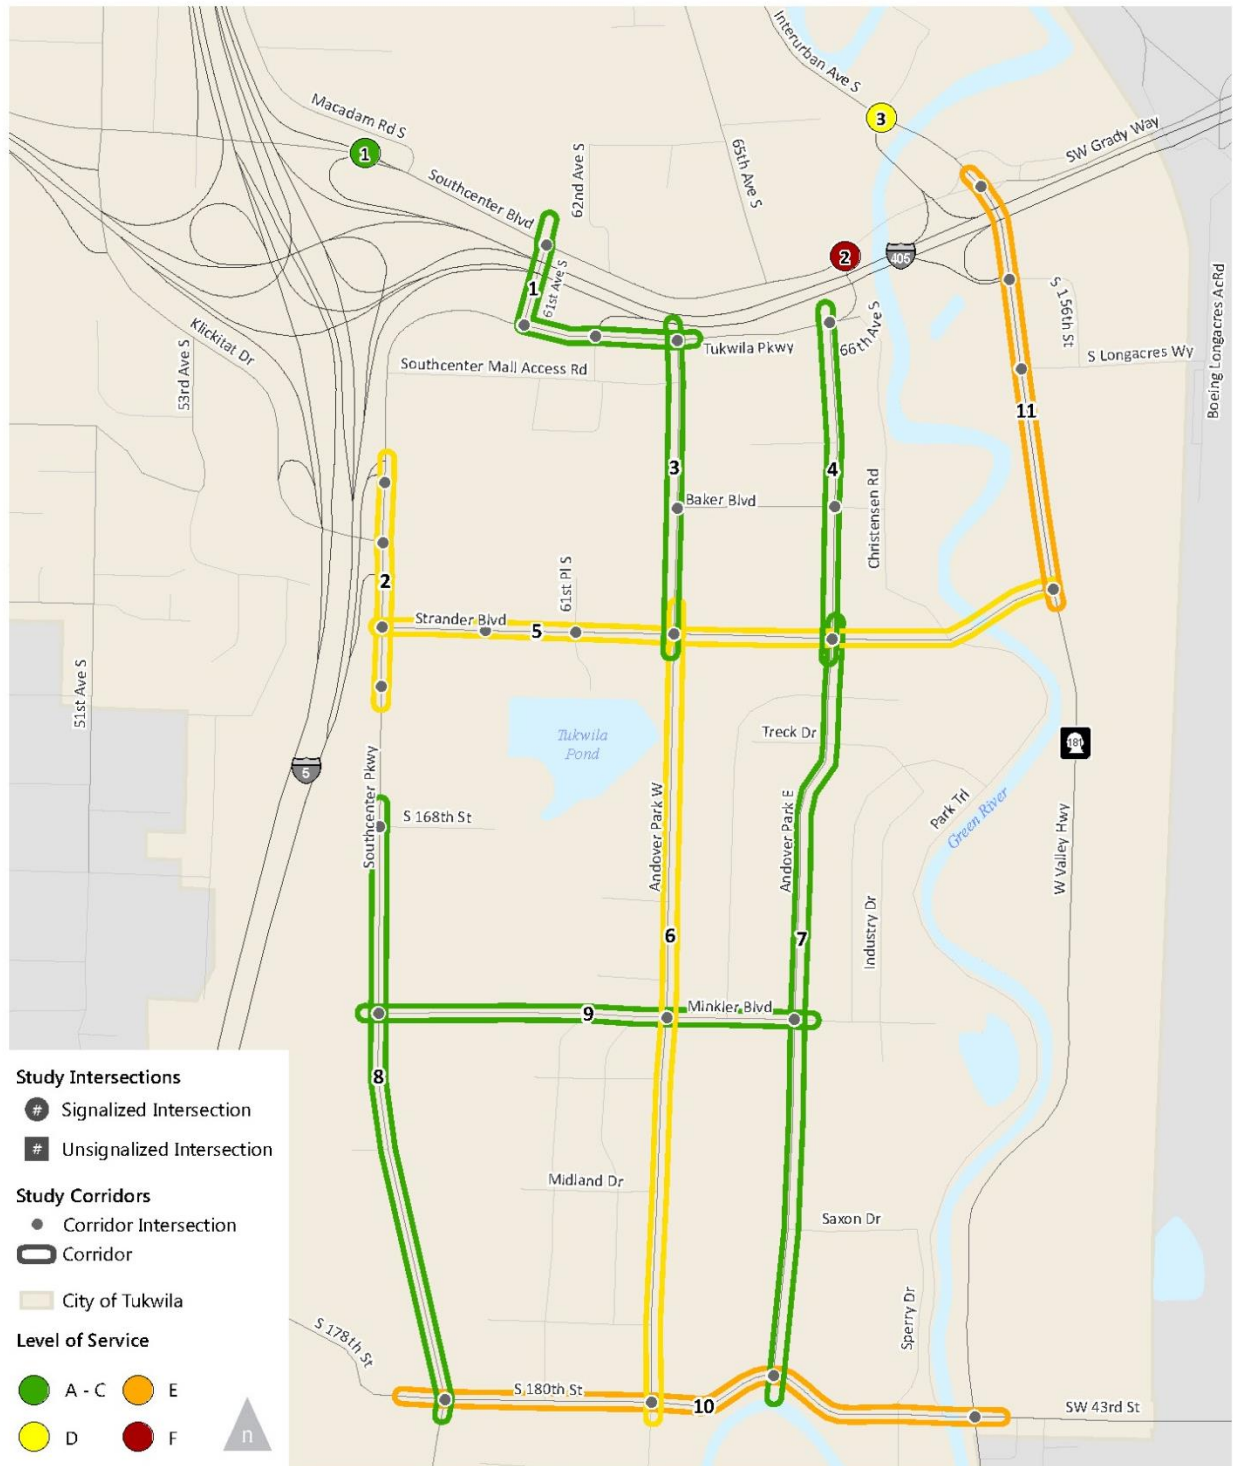 Interurban Ave S
Macadam Rd S
3
1
SW Grady Way
65th Ave S
62nd Ave S
Southcenter Blvd
2
405
1
61st Ave S
S 156th St
66th Ave S
Tukwila Pkwy
Klickitat Dr
53rd Ave S
Southcenter Mall Access Rd
S Longacres Wy
Boeing Longacres AcRd
11
3
4
Baker Blvd
Christensen Rd
2
61st Pl S
Strander Blvd
5
51st Ave S
Tukwila
Pond
Treck Dr
181
5
Southcenter Pkwy
S 168th St
Andover Park W
Andover Park E
Park Trl
Green River
W Valley Hwy
Industry Dr
6
7
9
Minkler Blvd
8
Midland Dr
Saxon Dr
Sperry Dr
S 178th St
S 180th St
10
SW 43rd St
Study Intersections
# Signalized Intersection
# Unsignalized Intersection
Study Corridors
Corridor Intersection
Corridor
City of Tukwila
Level of Service
A - C E
D F
n